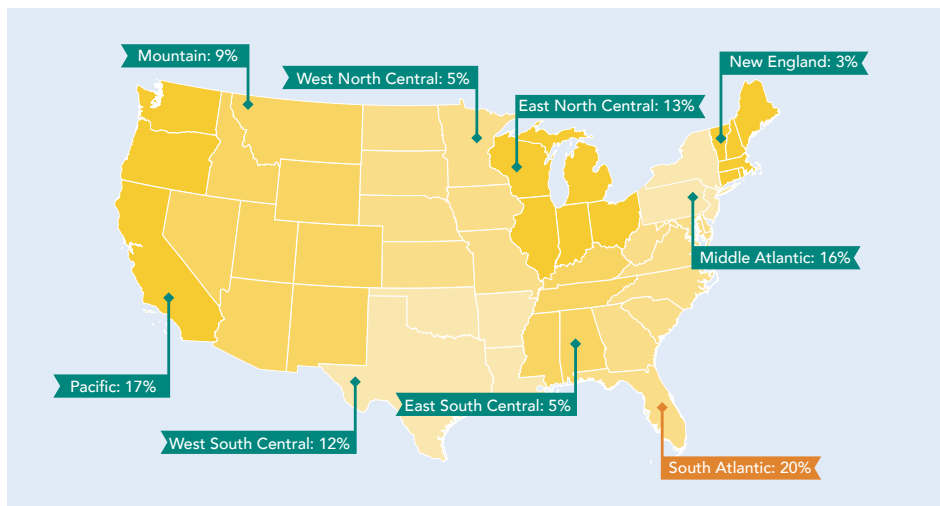 Mountain: 9%
New England: 3%
West North Central: 5%
East North Central: 13%
Middle Atlantic: 16%
Pacific: 17%
East South Central: 5%
West South Central: 12%
South Atlantic: 20%